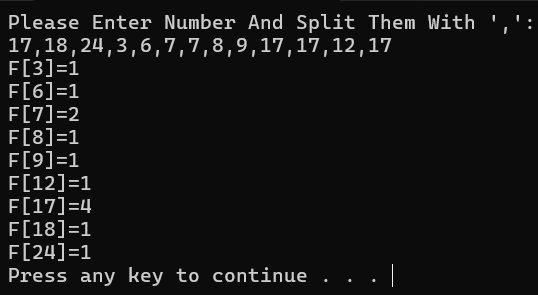 Please Enter Number And Split Them With ',':
17,18,24,3,6,7,7,8,9,17,17,12,17
F[3]=1
F[6]=1
F[7]=2
F[8]=1
F[9]=1
F[12]=1
F[17]=4
F[18]=1
F[24]=1
Press any key to continue . . .